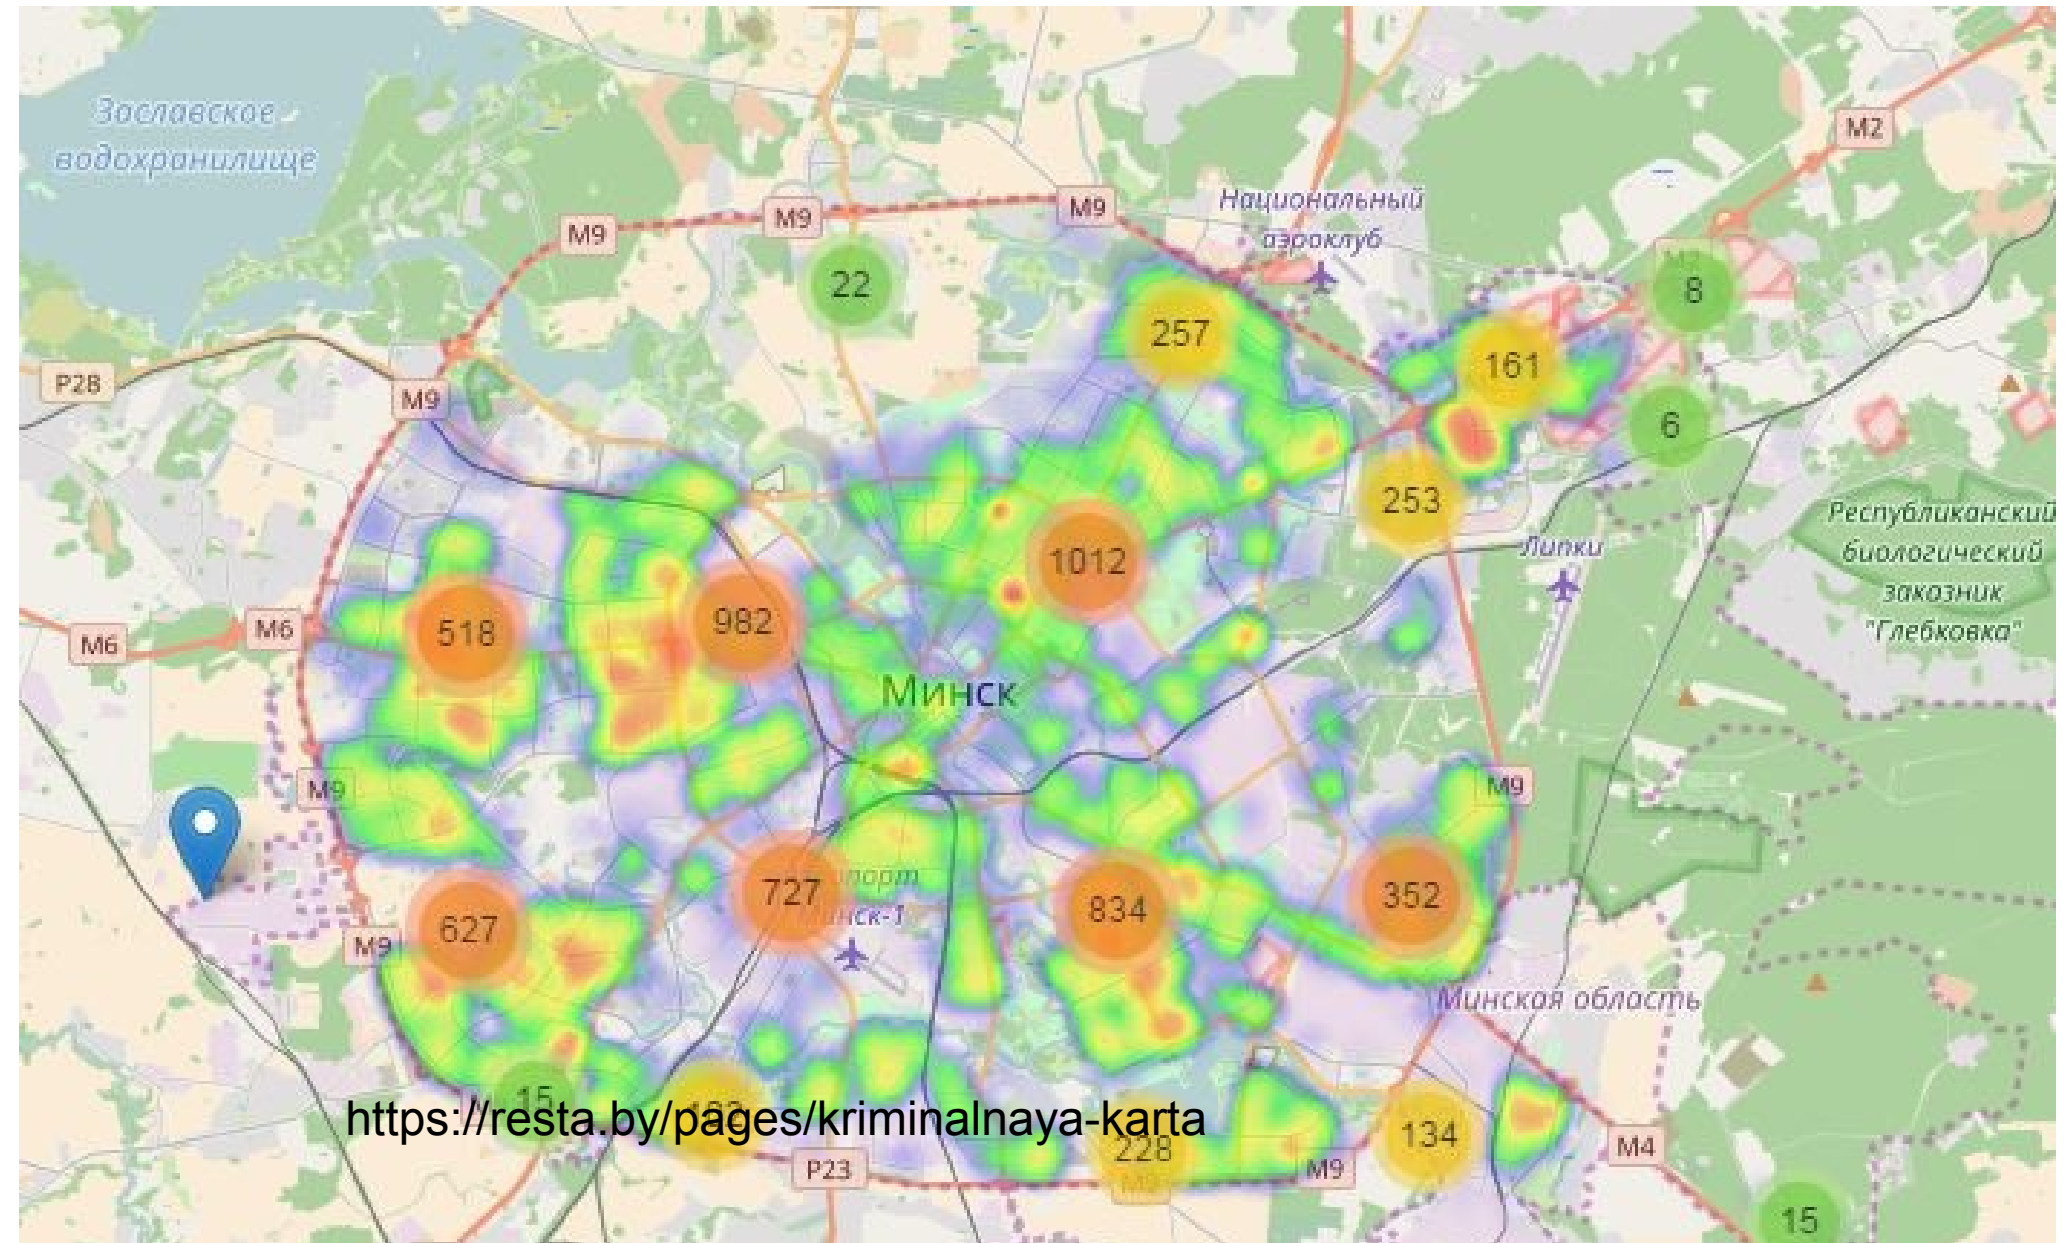 Заславское
водохранилище
M2
Национальный
аэроклуб
M9
M9
M9
22
8
257
161
P28
M9
6
253
Республиканский
биологический
заказник
"Глебковка"
Липки
1012
982
518
M6
M6
Минск
M9
M9
727
834
352
627
M9
Минская область
15
https://resta.by/pages/kriminalnaya-karta
228
134
P23
M9
M4
15